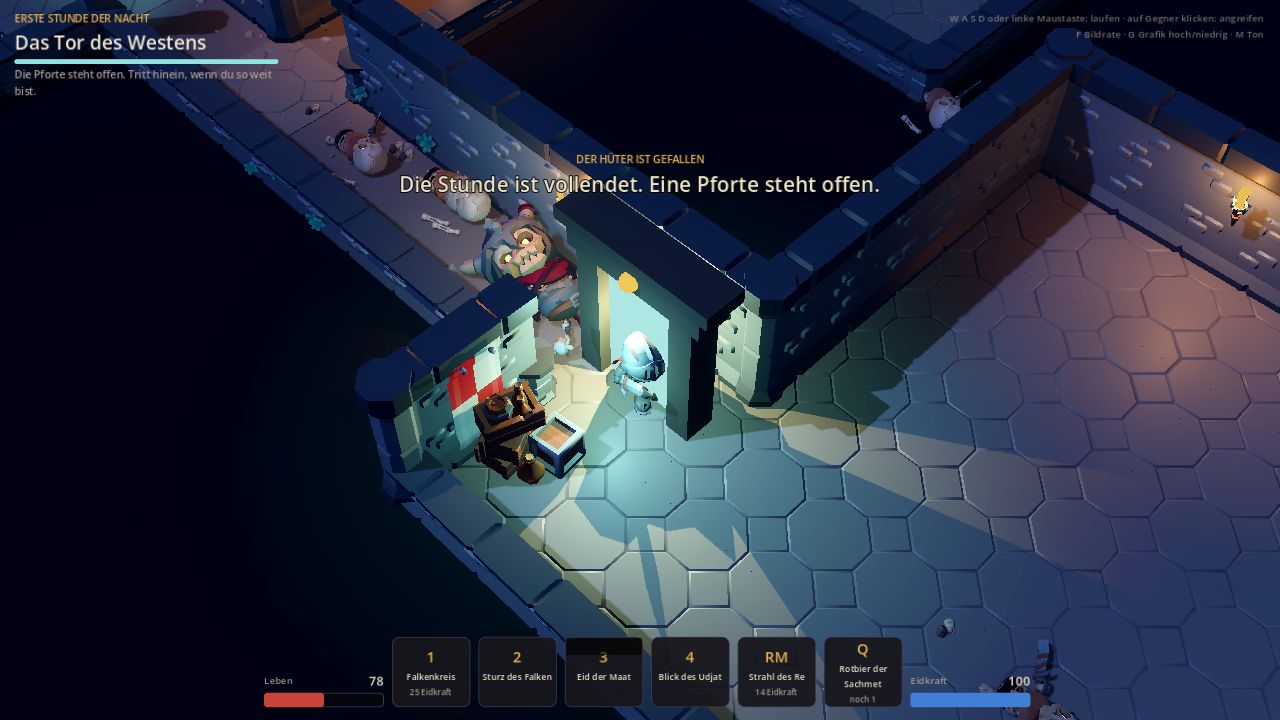 ERSTE STUNDE DER NACHT
Das Tor des Westens
Die Pforte steht offen. Tritt hinein, wenn du so weit
bist.
W A S D oder linke Maustaste: laufen · auf Gegner klicken: angreifen
F Bildrate · G Grafik hoch/niedrig · M Ton
DER HÜTER IST GEFALLEN
Die Stunde ist vollendet. Eine Pforte steht offen.
Leben 78
1
Falkenkreis
25 Eidkraft
2
Sturz des Falken
3
Eid der Maat
4
Blick des Udjat
RM
Strahl des Re
14 Eidkraft
Q
Rotbier der
Sachmet
noch 1
Eidkraft 100